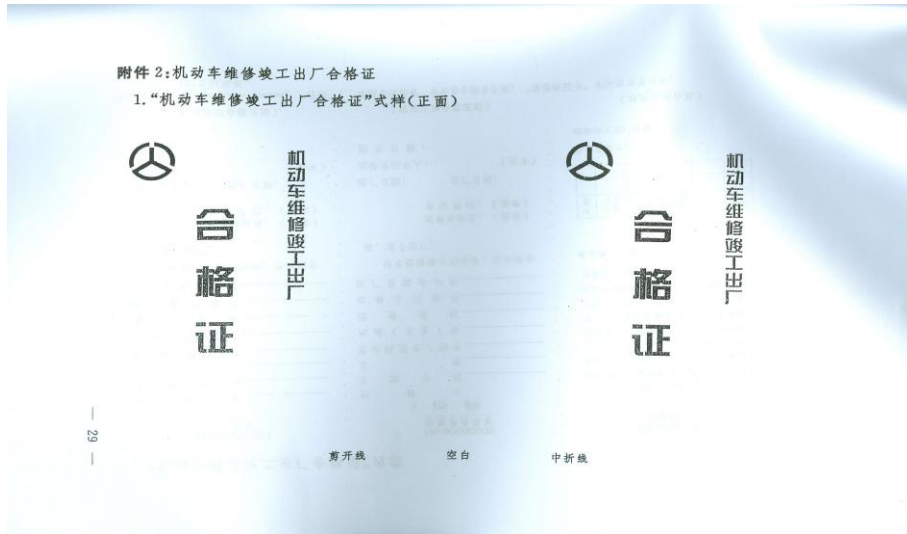 附件2:机动车维修竣工出厂合格证
1.“机动车维修竣工出厂合格证”式样(正面)
机动车维修竣工出厂
合格证
机动车维修竣工出厂
合格证
— 29 —
剪开线 空白 中折线